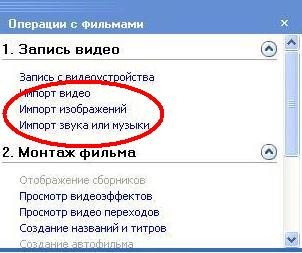 Операции с фильмами
1. Запись видео
Запись с видеоустройства
Импорт видео
Импорт изображений
Импорт звука или музыки
2. Монтаж фильма
Отображение сборников
Просмотр видеоэффектов
Просмотр видео переходов
Создание названий и титров
Создание автофильма